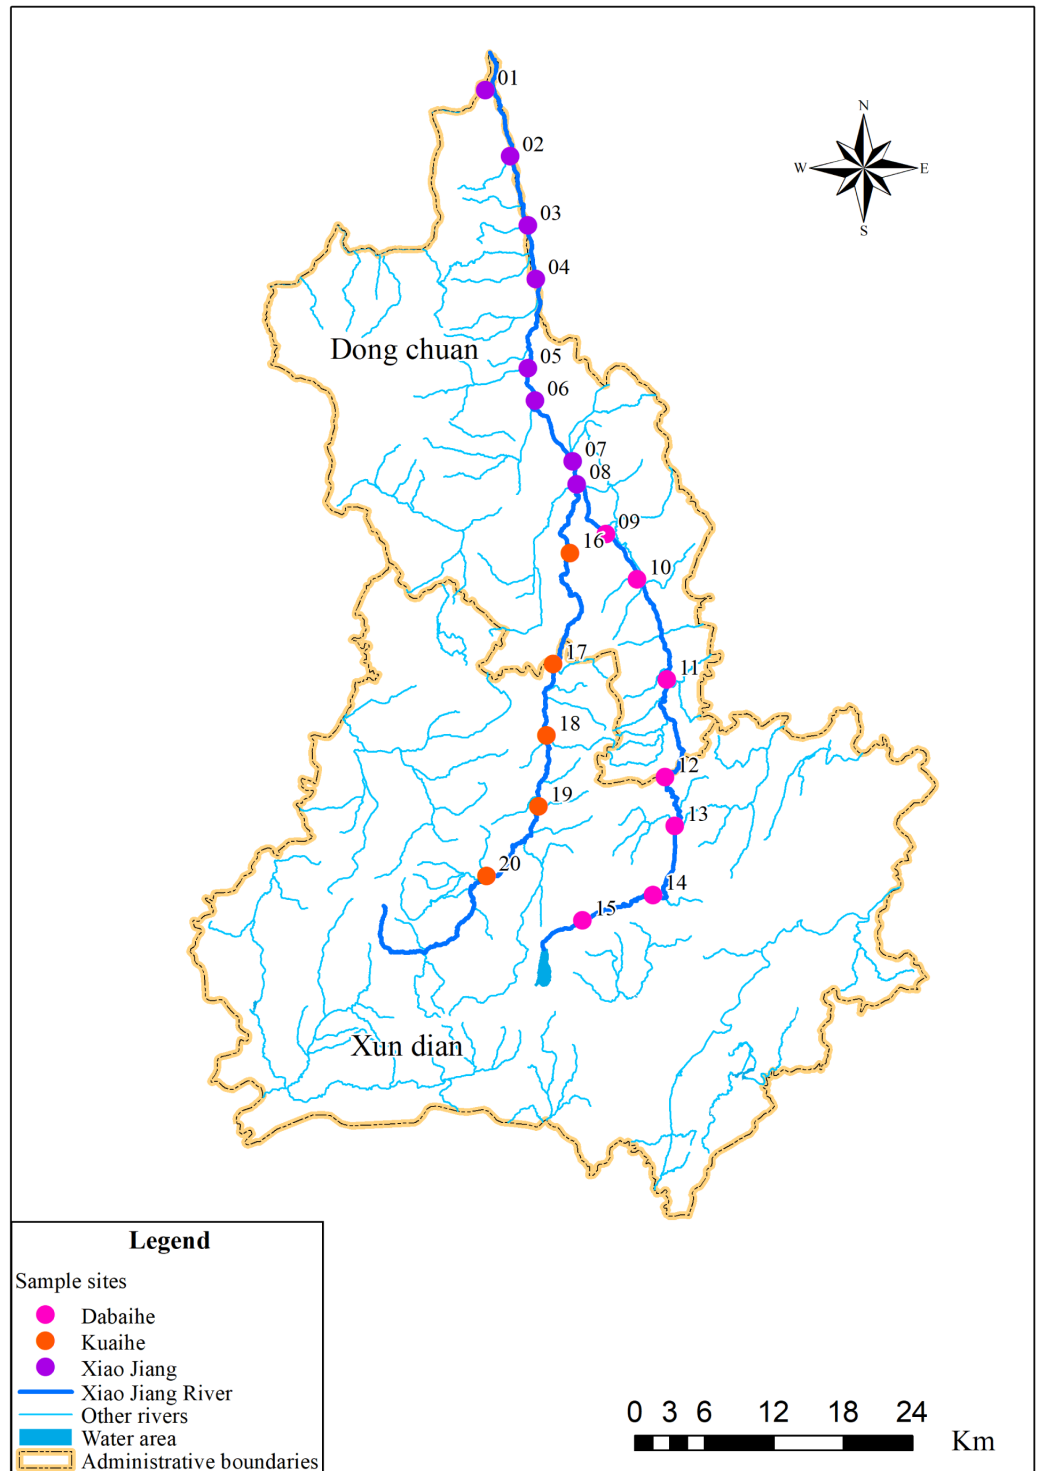 01
N
02
W E
03
S
04
Dong chuan
05
06
07
08
09
16
10
17
11
18
12
19
13
20
14
15
Xun dian
Legend
Sample sites
Dabaihe
Kuaihe
Xiao Jiang
Xiao Jiang River
Other rivers
Water area
Administrative boundaries
0 3 6 12 18 24
Km